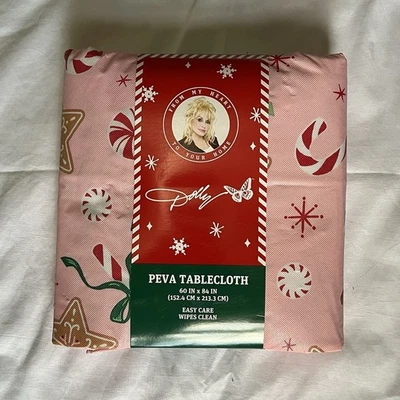 FROM MY HEART
TO YOUR HOME
Dolly
PEVA TABLECLOTH
60 IN x 84 IN
(152.4 CM x 213.3 CM)
EASY CARE
WIPES CLEAN